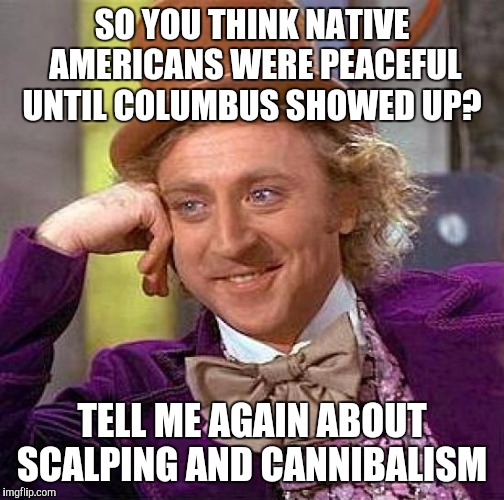 SO YOU THINK NATIVE
AMERICANS WERE PEACEFUL
UNTIL COLUMBUS SHOWED UP?
TELL ME AGAIN ABOUT
SCALPING AND CANNIBALISM
imgflip.com